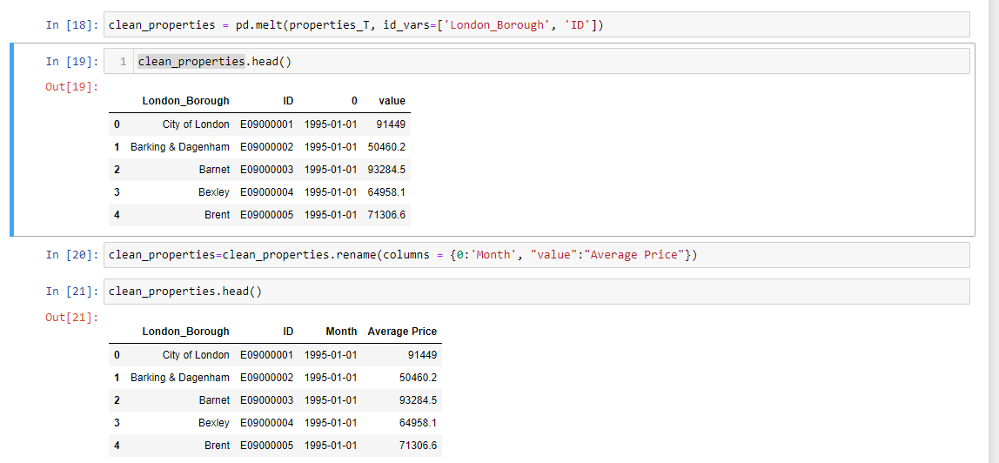 In [18]: clean_properties = pd.melt(properties_T, id_vars=['London_Borough', 'ID'])
In [19]: 1 clean_properties.head()
Out[19]:
London_Borough ID 0 value
0 City of London E09000001 1995-01-01 91449
1 Barking & Dagenham E09000002 1995-01-01 50460.2
2 Barnet E09000003 1995-01-01 93284.5
3 Bexley E09000004 1995-01-01 64958.1
4 Brent E09000005 1995-01-01 71306.6
In [20]: clean_properties=clean_properties.rename(columns = {0:'Month', "value":"Average Price"})
In [21]: clean_properties.head()
Out[21]:
London_Borough ID Month Average Price
0 City of London E09000001 1995-01-01 91449
1 Barking & Dagenham E09000002 1995-01-01 50460.2
2 Barnet E09000003 1995-01-01 93284.5
3 Bexley E09000004 1995-01-01 64958.1
4 Brent E09000005 1995-01-01 71306.6